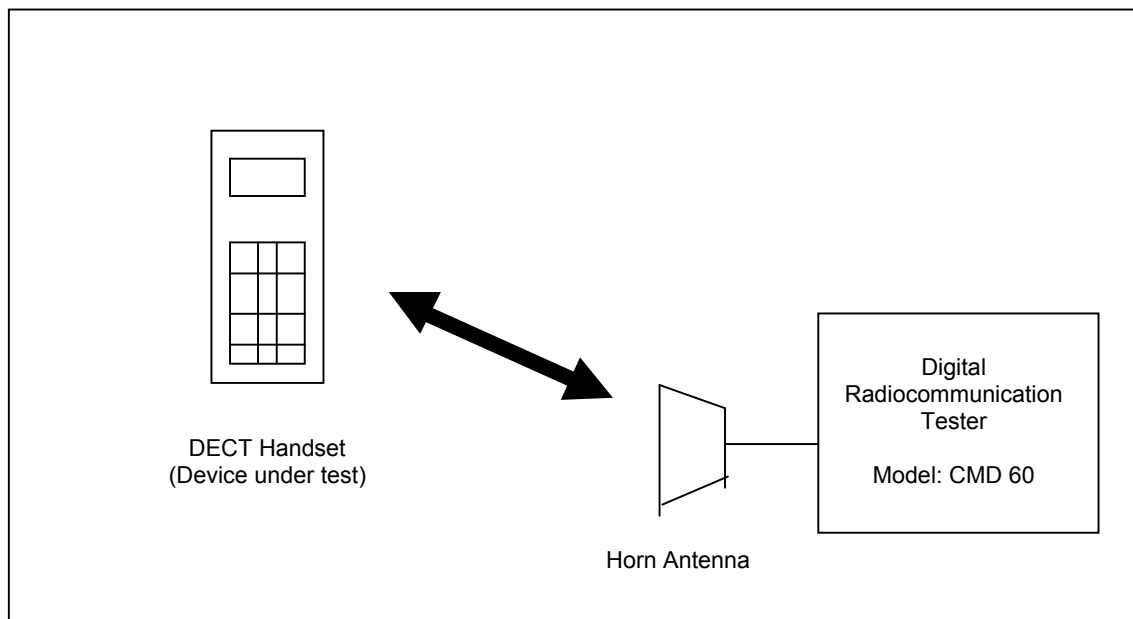 DECT Handset
(Device under test)
Horn Antenna
Digital
Radiocommunication
Tester
Model: CMD 60